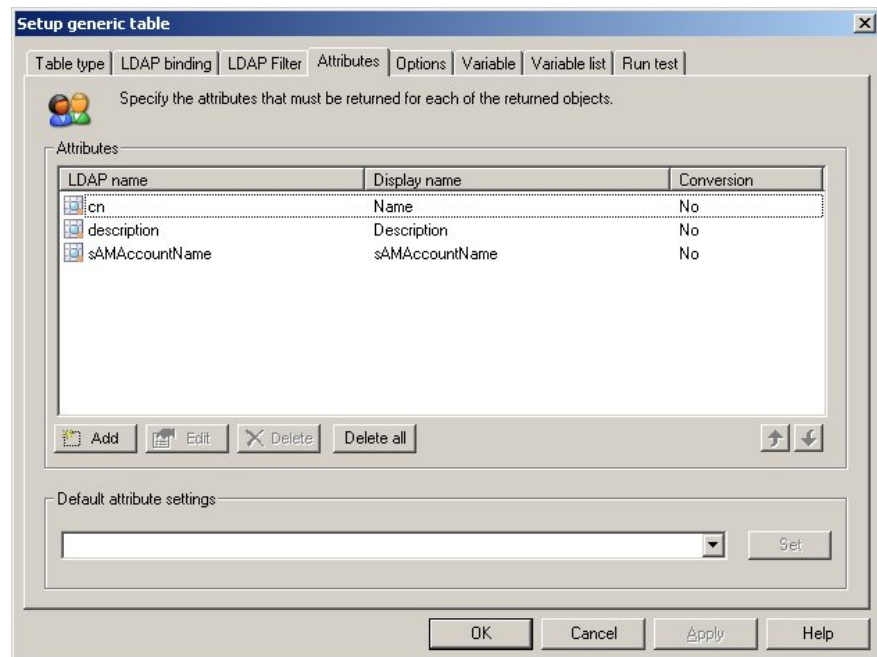 Setup generic table
Table type LDAP binding LDAP Filter Attributes Options Variable Variable list Run test
Specify the attributes that must be returned for each of the returned objects.
Attributes
LDAP name Display name Conversion
cn Name No
description Description No
sAMAccountName sAMAccountName No
Add Edit Delete Delete all
Default attribute settings
Set
OK Cancel Apply Help